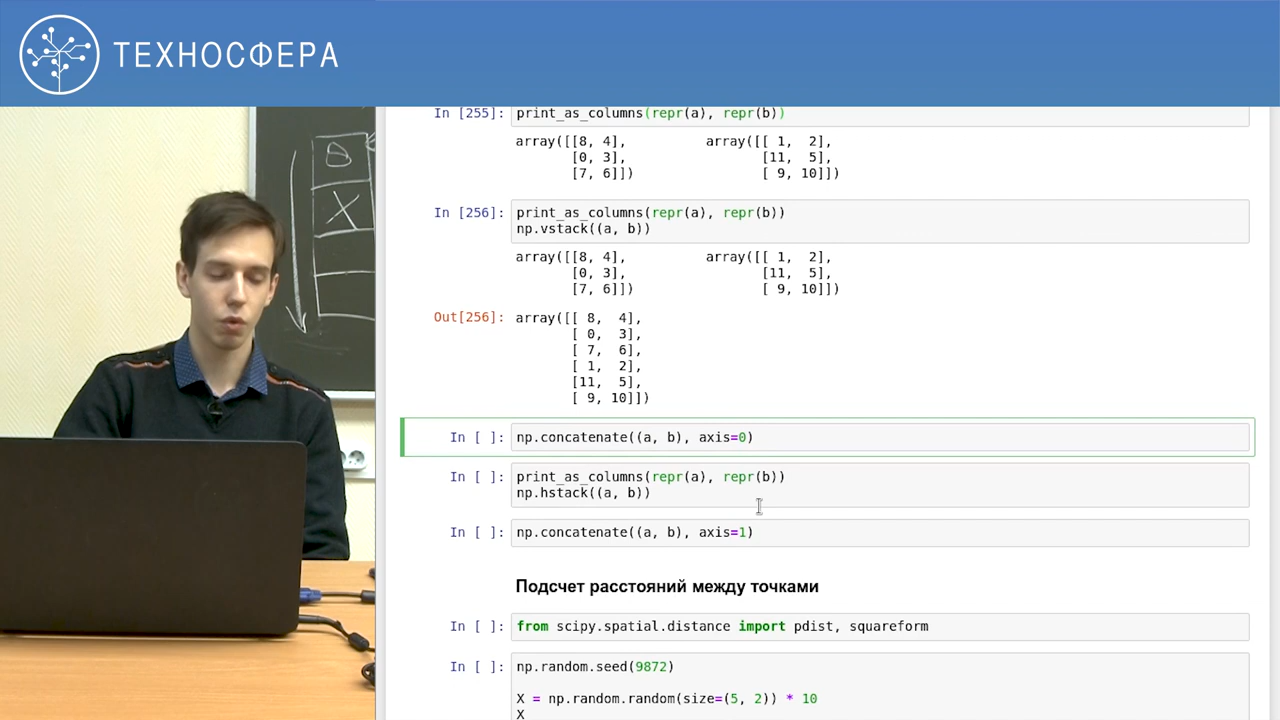 ТЕХНОСФЕРА
In [255]: print_as_columns(repr(a), repr(b))
array([[8, 4],        array([[ 1,  2],
       [0, 3],               [11,  5],
       [7, 6]])              [ 9, 10]])
In [256]: print_as_columns(repr(a), repr(b))
np.vstack((a, b))
array([[8, 4],        array([[ 1,  2],
       [0, 3],               [11,  5],
       [7, 6]])              [ 9, 10]])
Out[256]: array([[ 8,  4],
       [ 0,  3],
       [ 7,  6],
       [ 1,  2],
       [11,  5],
       [ 9, 10]])
In [ ]: np.concatenate((a, b), axis=0)
In [ ]: print_as_columns(repr(a), repr(b))
np.hstack((a, b))
In [ ]: np.concatenate((a, b), axis=1)
Подсчет расстояний между точками
In [ ]: from scipy.spatial.distance import pdist, squareform
In [ ]: np.random.seed(9872)
X = np.random.random(size=(5, 2)) * 10
X